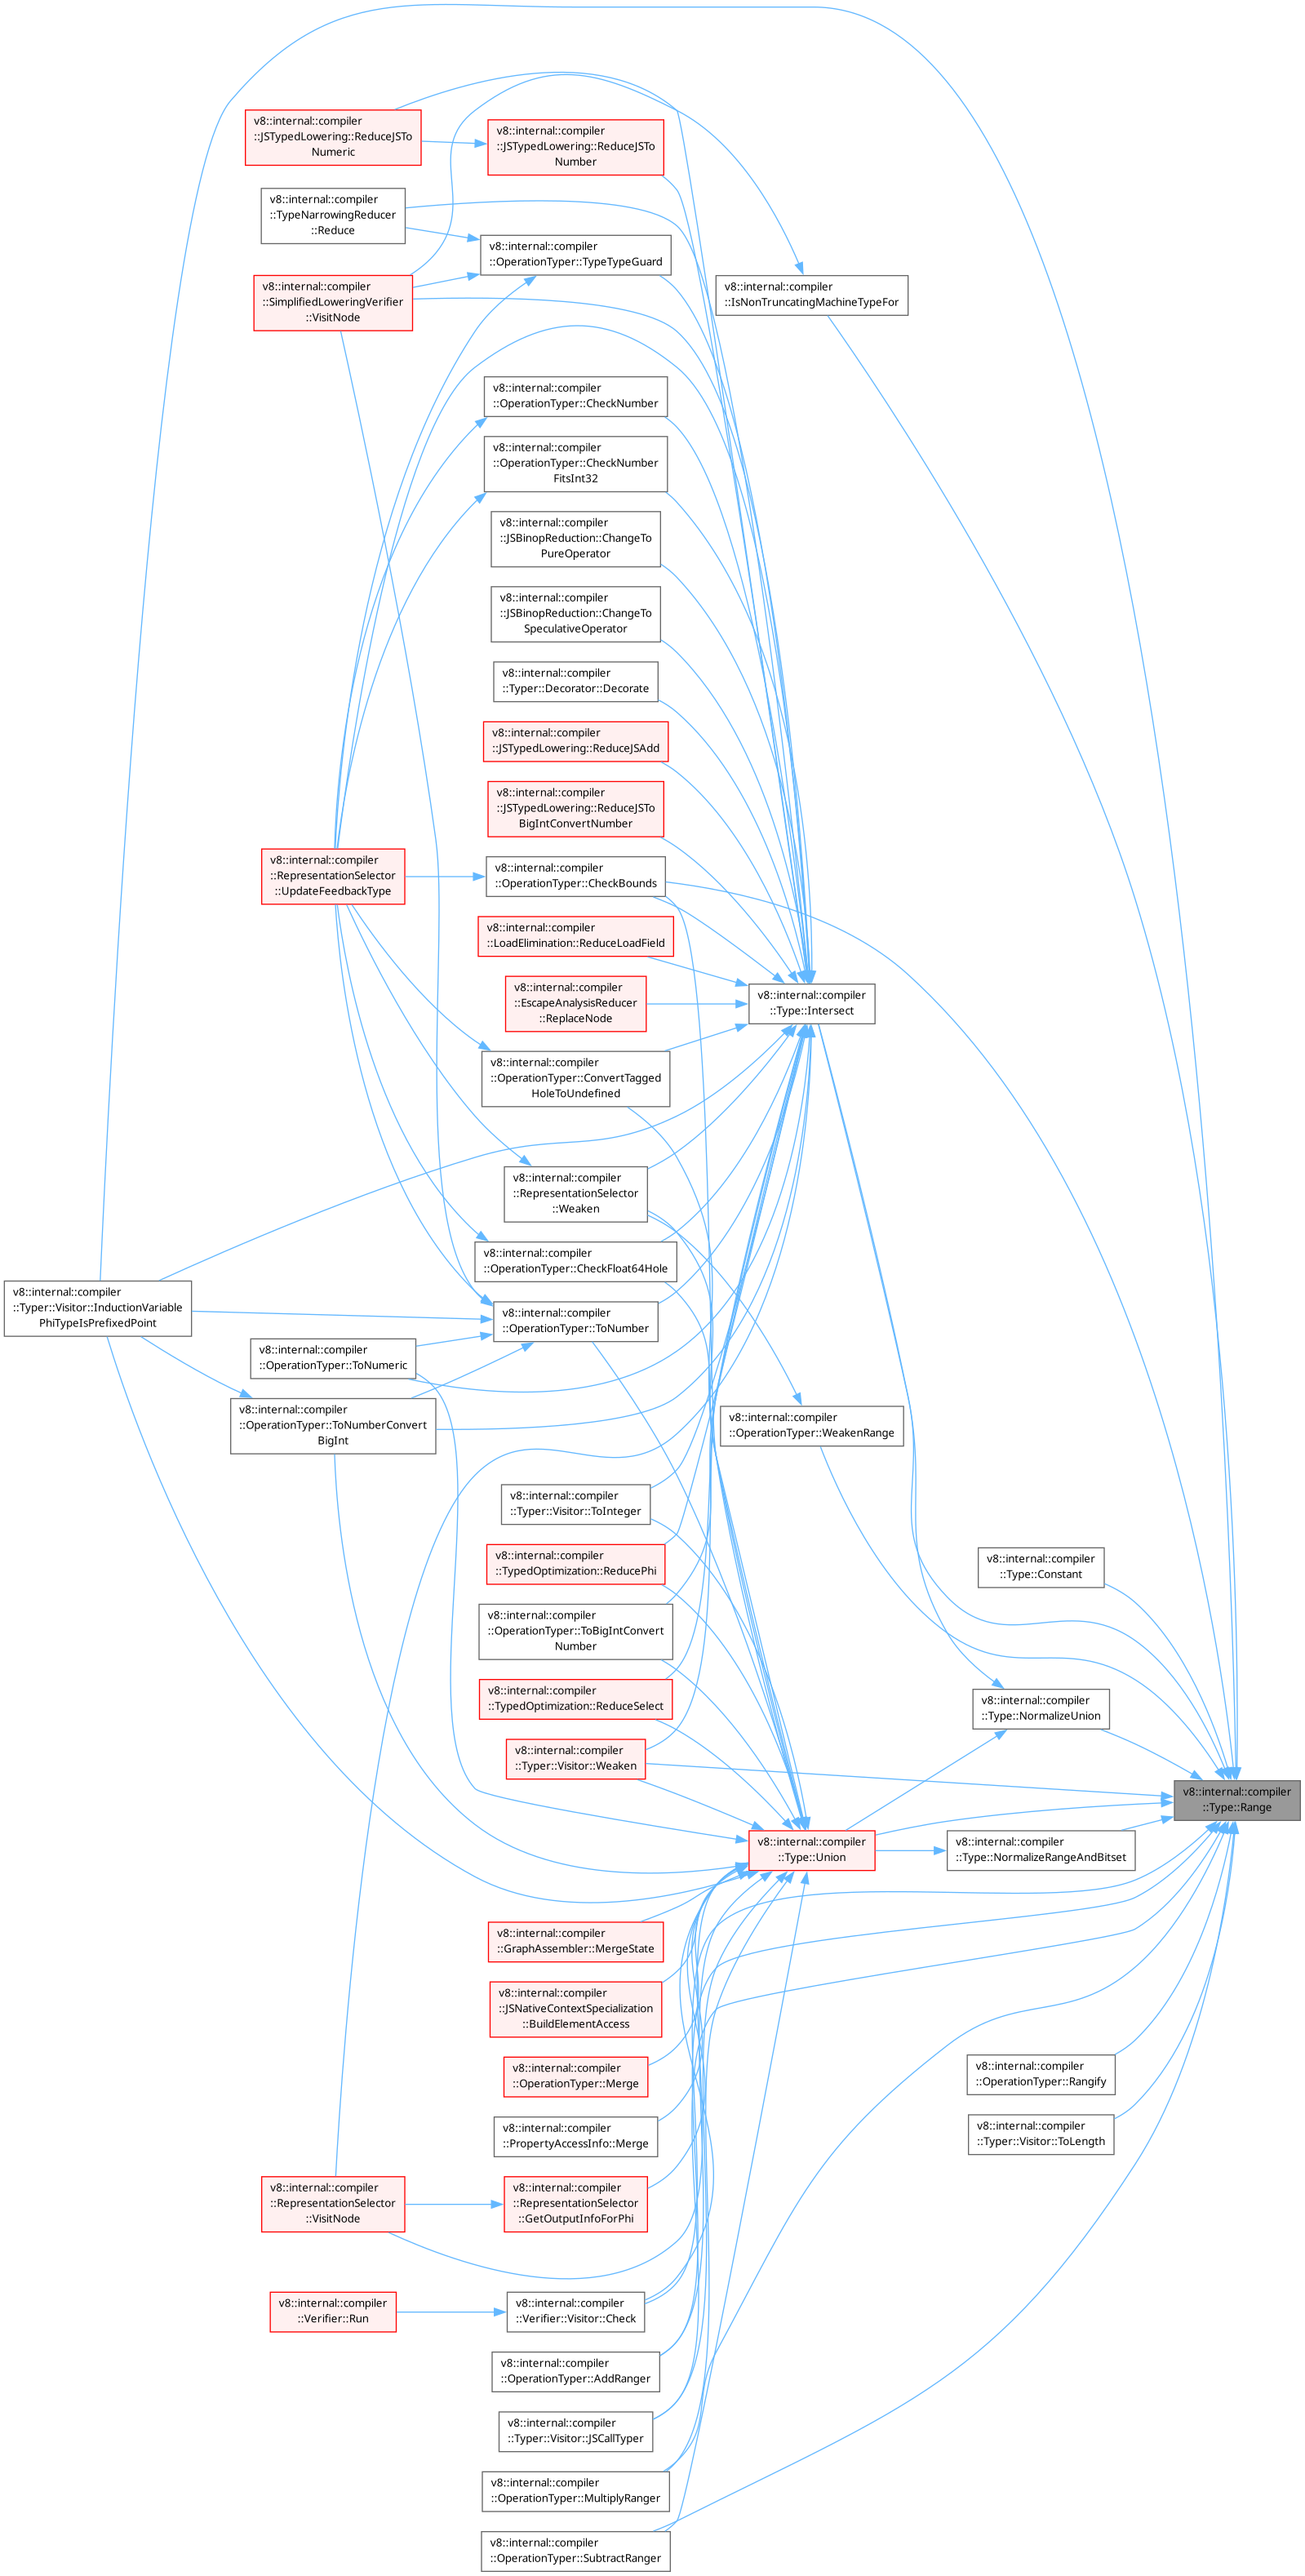 v8::internal::compiler
::JSTypedLowering::ReduceJSTo
Numeric
v8::internal::compiler
::JSTypedLowering::ReduceJSTo
Number
v8::internal::compiler
::TypeNarrowingReducer
::Reduce
v8::internal::compiler
::OperationTyper::TypeTypeGuard
v8::internal::compiler
::SimplifiedLoweringVerifier
::VisitNode
v8::internal::compiler
::IsNonTruncatingMachineTypeFor
v8::internal::compiler
::OperationTyper::CheckNumber
v8::internal::compiler
::OperationTyper::CheckNumber
FitsInt32
v8::internal::compiler
::JSBinopReduction::ChangeTo
PureOperator
v8::internal::compiler
::JSBinopReduction::ChangeTo
SpeculativeOperator
v8::internal::compiler
::Typer::Decorator::Decorate
v8::internal::compiler
::JSTypedLowering::ReduceJSAdd
v8::internal::compiler
::JSTypedLowering::ReduceJSTo
BigIntConvertNumber
v8::internal::compiler
::RepresentationSelector
::UpdateFeedbackType
v8::internal::compiler
::OperationTyper::CheckBounds
v8::internal::compiler
::LoadElimination::ReduceLoadField
v8::internal::compiler
::EscapeAnalysisReducer
::ReplaceNode
v8::internal::compiler
::Type::Intersect
v8::internal::compiler
::OperationTyper::ConvertTagged
HoleToUndefined
v8::internal::compiler
::RepresentationSelector
::Weaken
v8::internal::compiler
::OperationTyper::CheckFloat64Hole
v8::internal::compiler
::Typer::Visitor::InductionVariable
PhiTypeIsPrefixedPoint
v8::internal::compiler
::OperationTyper::ToNumber
v8::internal::compiler
::OperationTyper::ToNumeric
v8::internal::compiler
::OperationTyper::ToNumberConvert
BigInt
v8::internal::compiler
::OperationTyper::WeakenRange
v8::internal::compiler
::Typer::Visitor::ToInteger
v8::internal::compiler
::TypedOptimization::ReducePhi
v8::internal::compiler
::Type::Constant
v8::internal::compiler
::OperationTyper::ToBigIntConvert
Number
v8::internal::compiler
::TypedOptimization::ReduceSelect
v8::internal::compiler
::Type::NormalizeUnion
v8::internal::compiler
::Typer::Visitor::Weaken
v8::internal::compiler
::Type::Range
v8::internal::compiler
::Type::Union
v8::internal::compiler
::Type::NormalizeRangeAndBitset
v8::internal::compiler
::GraphAssembler::MergeState
v8::internal::compiler
::JSNativeContextSpecialization
::BuildElementAccess
v8::internal::compiler
::OperationTyper::Merge
v8::internal::compiler
::OperationTyper::Rangify
v8::internal::compiler
::PropertyAccessInfo::Merge
v8::internal::compiler
::Typer::Visitor::ToLength
v8::internal::compiler
::RepresentationSelector
::VisitNode
v8::internal::compiler
::RepresentationSelector
::GetOutputInfoForPhi
v8::internal::compiler
::Verifier::Run
v8::internal::compiler
::Verifier::Visitor::Check
v8::internal::compiler
::OperationTyper::AddRanger
v8::internal::compiler
::Typer::Visitor::JSCallTyper
v8::internal::compiler
::OperationTyper::MultiplyRanger
v8::internal::compiler
::OperationTyper::SubtractRanger